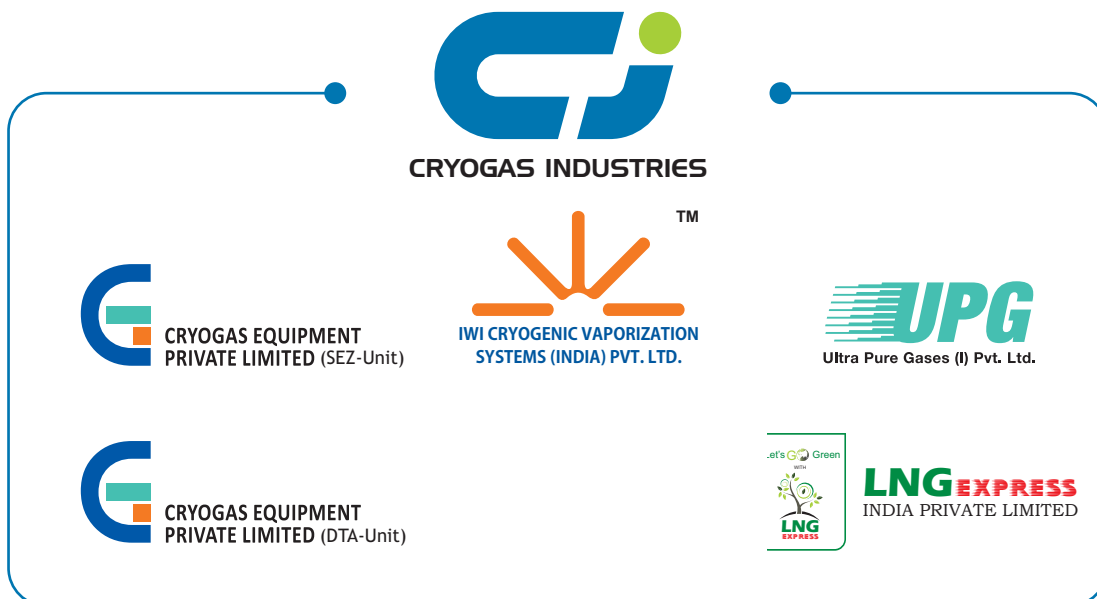 CRYOGAS INDUSTRIES
TM
IWI CRYOGENIC VAPORIZATION
SYSTEMS (INDIA) PVT. LTD.
CRYOGAS EQUIPMENT
PRIVATE LIMITED (SEZ-Unit)
UPG
Ultra Pure Gases (I) Pvt. Ltd.
CRYOGAS EQUIPMENT
PRIVATE LIMITED (DTA-Unit)
Let's GO Green
WITH
LNG
EXPRESS
LNG EXPRESS
INDIA PRIVATE LIMITED